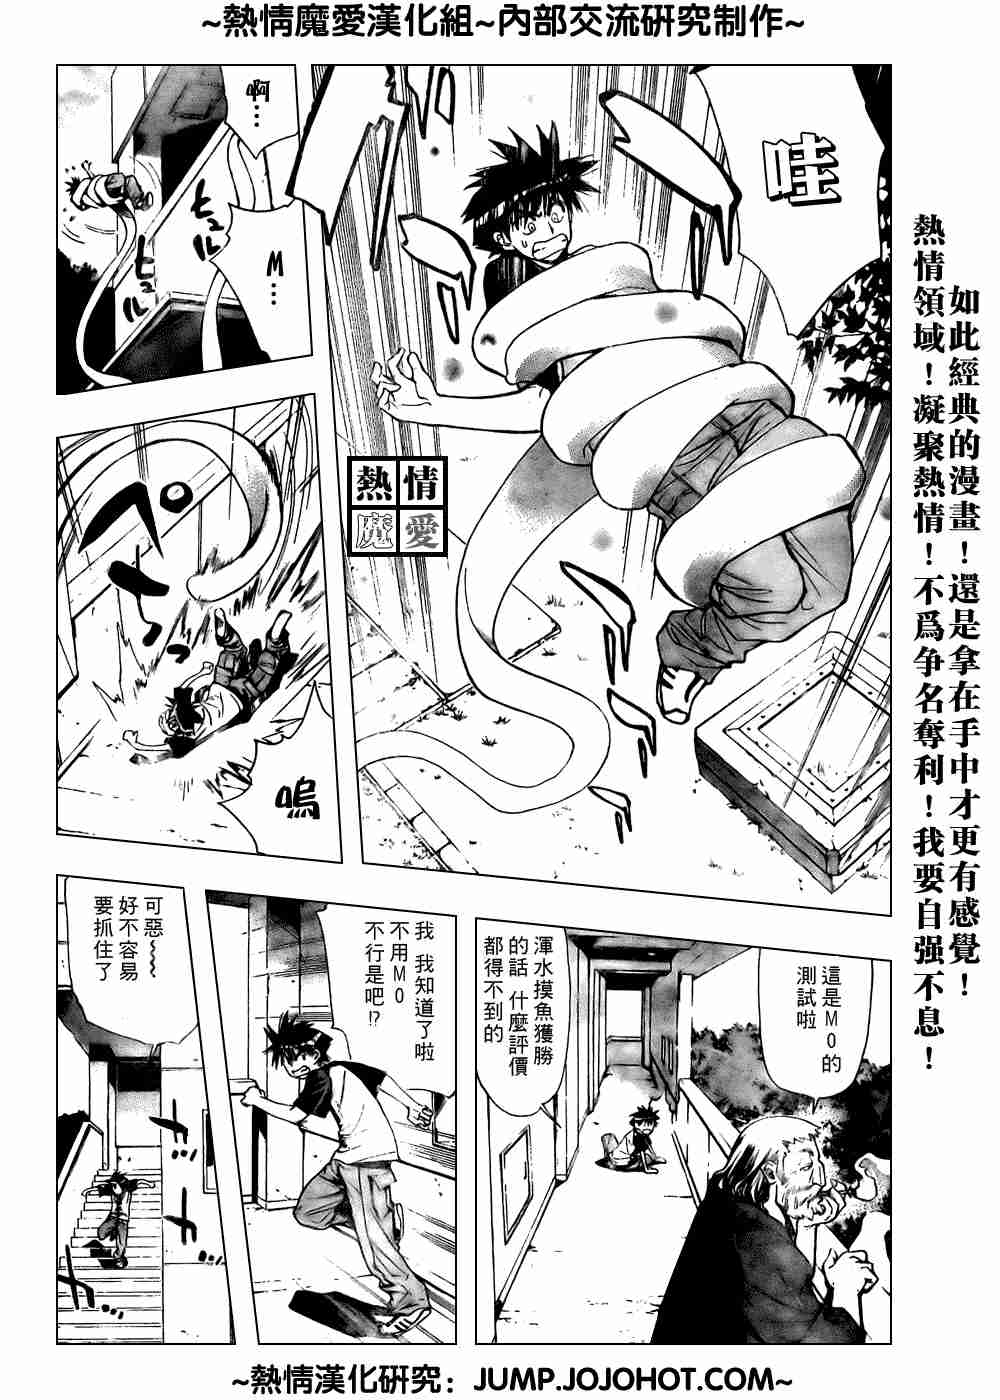 ~熱情魔愛漢化組~內部交流研究制作~
哇
啊…
M…
ヒュル
ヒュル
熱情
魔愛
嗚
如此經典的漫畫！還是拿在手中才更有感覺！
熱情領域！凝聚熱情！不爲争名奪利！我要自强不息！
這是M0的
測試啦
渾水摸魚獲勝
的話 什麼評價
都得不到的
我 我知道了啦
不用M0
不行是吧!?
可惡~~
好不容易
要抓住了
~熱情漢化研究：JUMP.JOJOHOT.COM~